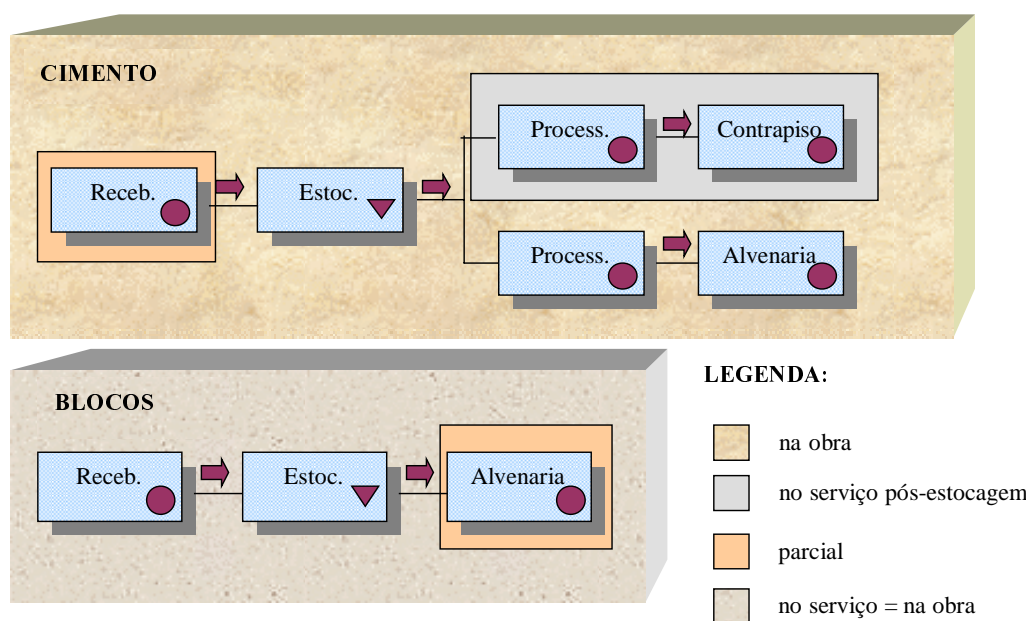 CIMENTO
Process.
Contrapiso
Receb.
Estoc.
Process.
Alvenaria
BLOCOS
Receb.
Estoc.
Alvenaria
LEGENDA:
na obra
no serviço pós-estocagem
parcial
no serviço = na obra